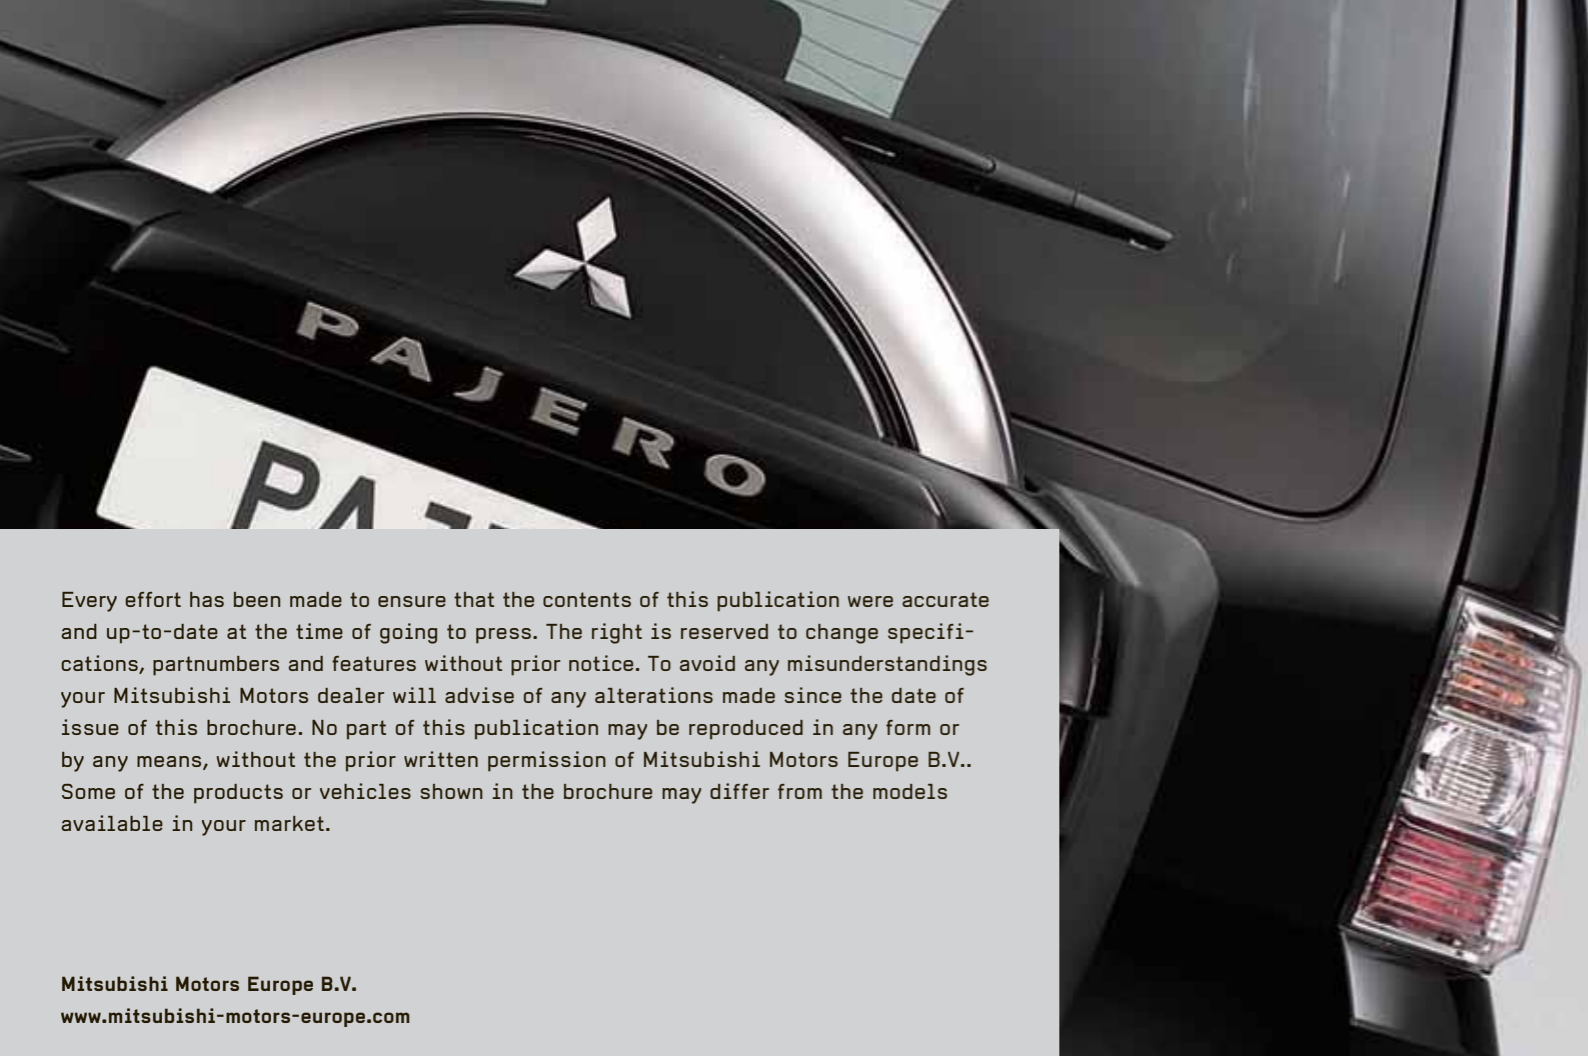 PAJERO
Every effort has been made to ensure that the contents of this publication were accurate
and up-to-date at the time of going to press. The right is reserved to change specifi-
cations, partnumbers and features without prior notice. To avoid any misunderstandings
your Mitsubishi Motors dealer will advise of any alterations made since the date of
issue of this brochure. No part of this publication may be reproduced in any form or
by any means, without the prior written permission of Mitsubishi Motors Europe B.V..
Some of the products or vehicles shown in the brochure may differ from the models
available in your market.
Mitsubishi Motors Europe B.V.
www.mitsubishi-motors-europe.com